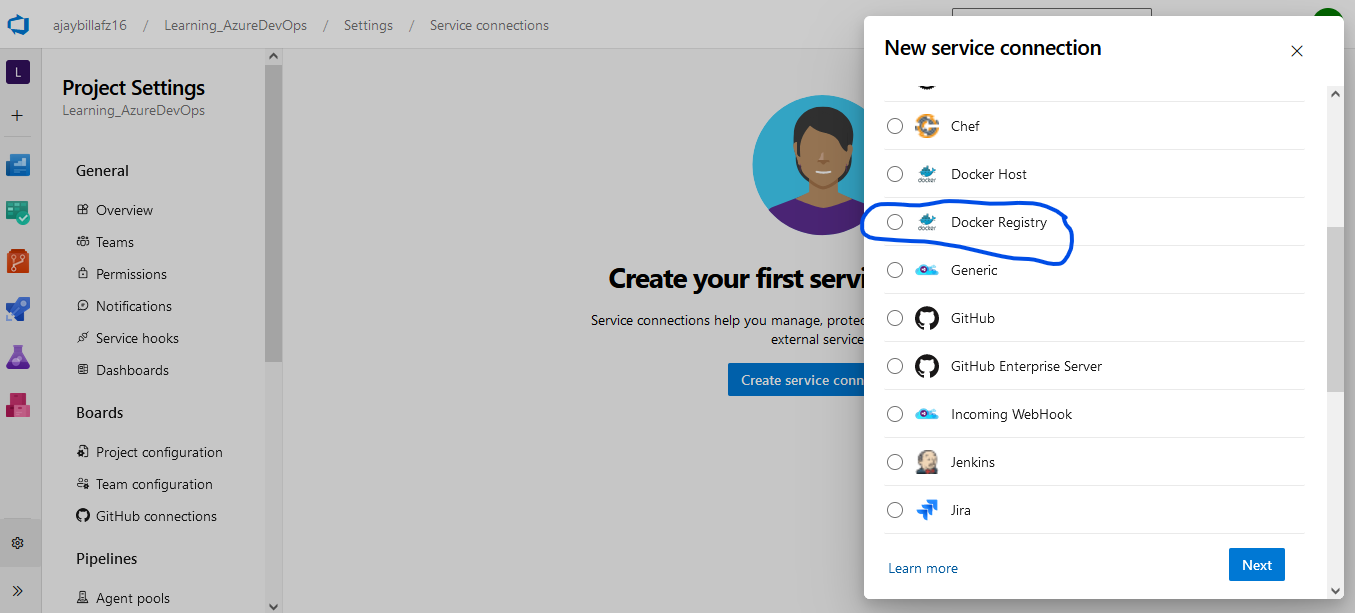 ajaybillafz16 / Learning_AzureDevOps / Settings / Service connections
L
Project Settings
Learning_AzureDevOps
General
Overview
Teams
Permissions
Notifications
Service hooks
Dashboards
Boards
Project configuration
Team configuration
GitHub connections
Pipelines
Agent pools
Create your first servi
Service connections help you manage, protec
external service
Create service conn
New service connection
Chef
docker
Docker Host
docker
Docker Registry
Generic
GitHub
GitHub Enterprise Server
Incoming WebHook
Jenkins
Jira
Learn more
Next